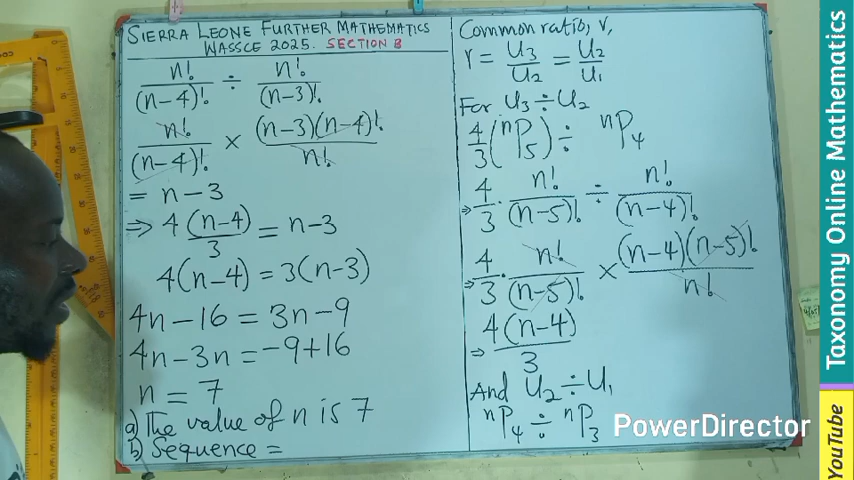 SIERRA LEONE FURTHER MATHEMATICS
WASSCE 2025. SECTION B
n!/(n-4)! ÷ n!/(n-3)!
n!/(n-4)! × (n-3)(n-4)!/n!
= n-3
⇒ 4(n-4)/3 = n-3
4(n-4) = 3(n-3)
4n-16 = 3n-9
4n-3n = -9+16
n = 7
a) The value of n is 7
b) Sequence =
Common ratio, r,
r = U₃/U₂ = U₂/U₁
For U₃ ÷ U₂
4/3 (ⁿP₅) ÷ ⁿP₄
⇒ 4/3 · n!/(n-5)! ÷ n!/(n-4)!
⇒ 4/3 · n!/(n-5)! × (n-4)(n-5)!/n!
⇒ 4(n-4)/3
And U₂ ÷ U₁
ⁿP₄ ÷ ⁿP₃
PowerDirector
Taxonomy Online Mathematics
YouTube